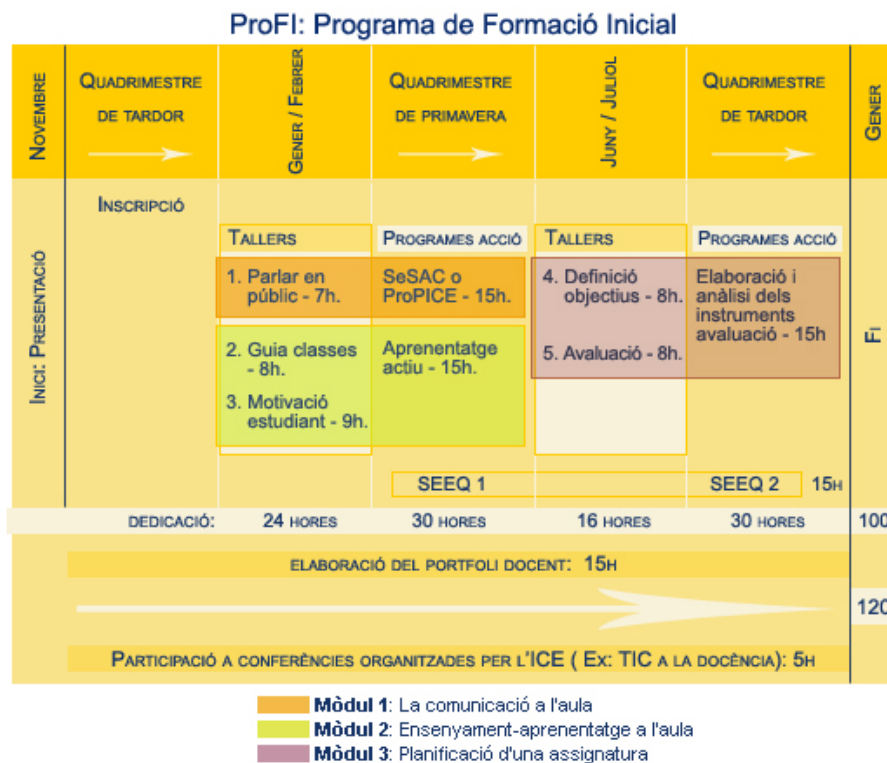 ProFI: Programa de Formació Inicial
Novembre
Quadrimestre
de tardor
Gener / Febrer
Quadrimestre
de primavera
Juny / Juliol
Quadrimestre
de tardor
Gener
Inici: Presentació
Inscripció
Tallers
Programes acció
Tallers
Programes acció
1. Parlar en
públic - 7h.
SeSAC o
ProPICE - 15h.
4. Definició
objectius - 8h.
Elaboració i
anàlisi dels
instruments
avaluació - 15h
2. Guia classes
- 8h.
Aprenentatge
actiu - 15h.
5. Avaluació - 8h.
3. Motivació
estudiant - 9h.
Fi
SEEQ 1
SEEQ 2
15h
dedicació:
24 hores
30 hores
16 hores
30 hores
100
elaboració del portfoli docent: 15h
120
Participació a conferències organitzades per l'ICE ( Ex: TIC a la docència): 5h
Mòdul 1: La comunicació a l'aula
Mòdul 2: Ensenyament-aprenentatge a l'aula
Mòdul 3: Planificació d'una assignatura